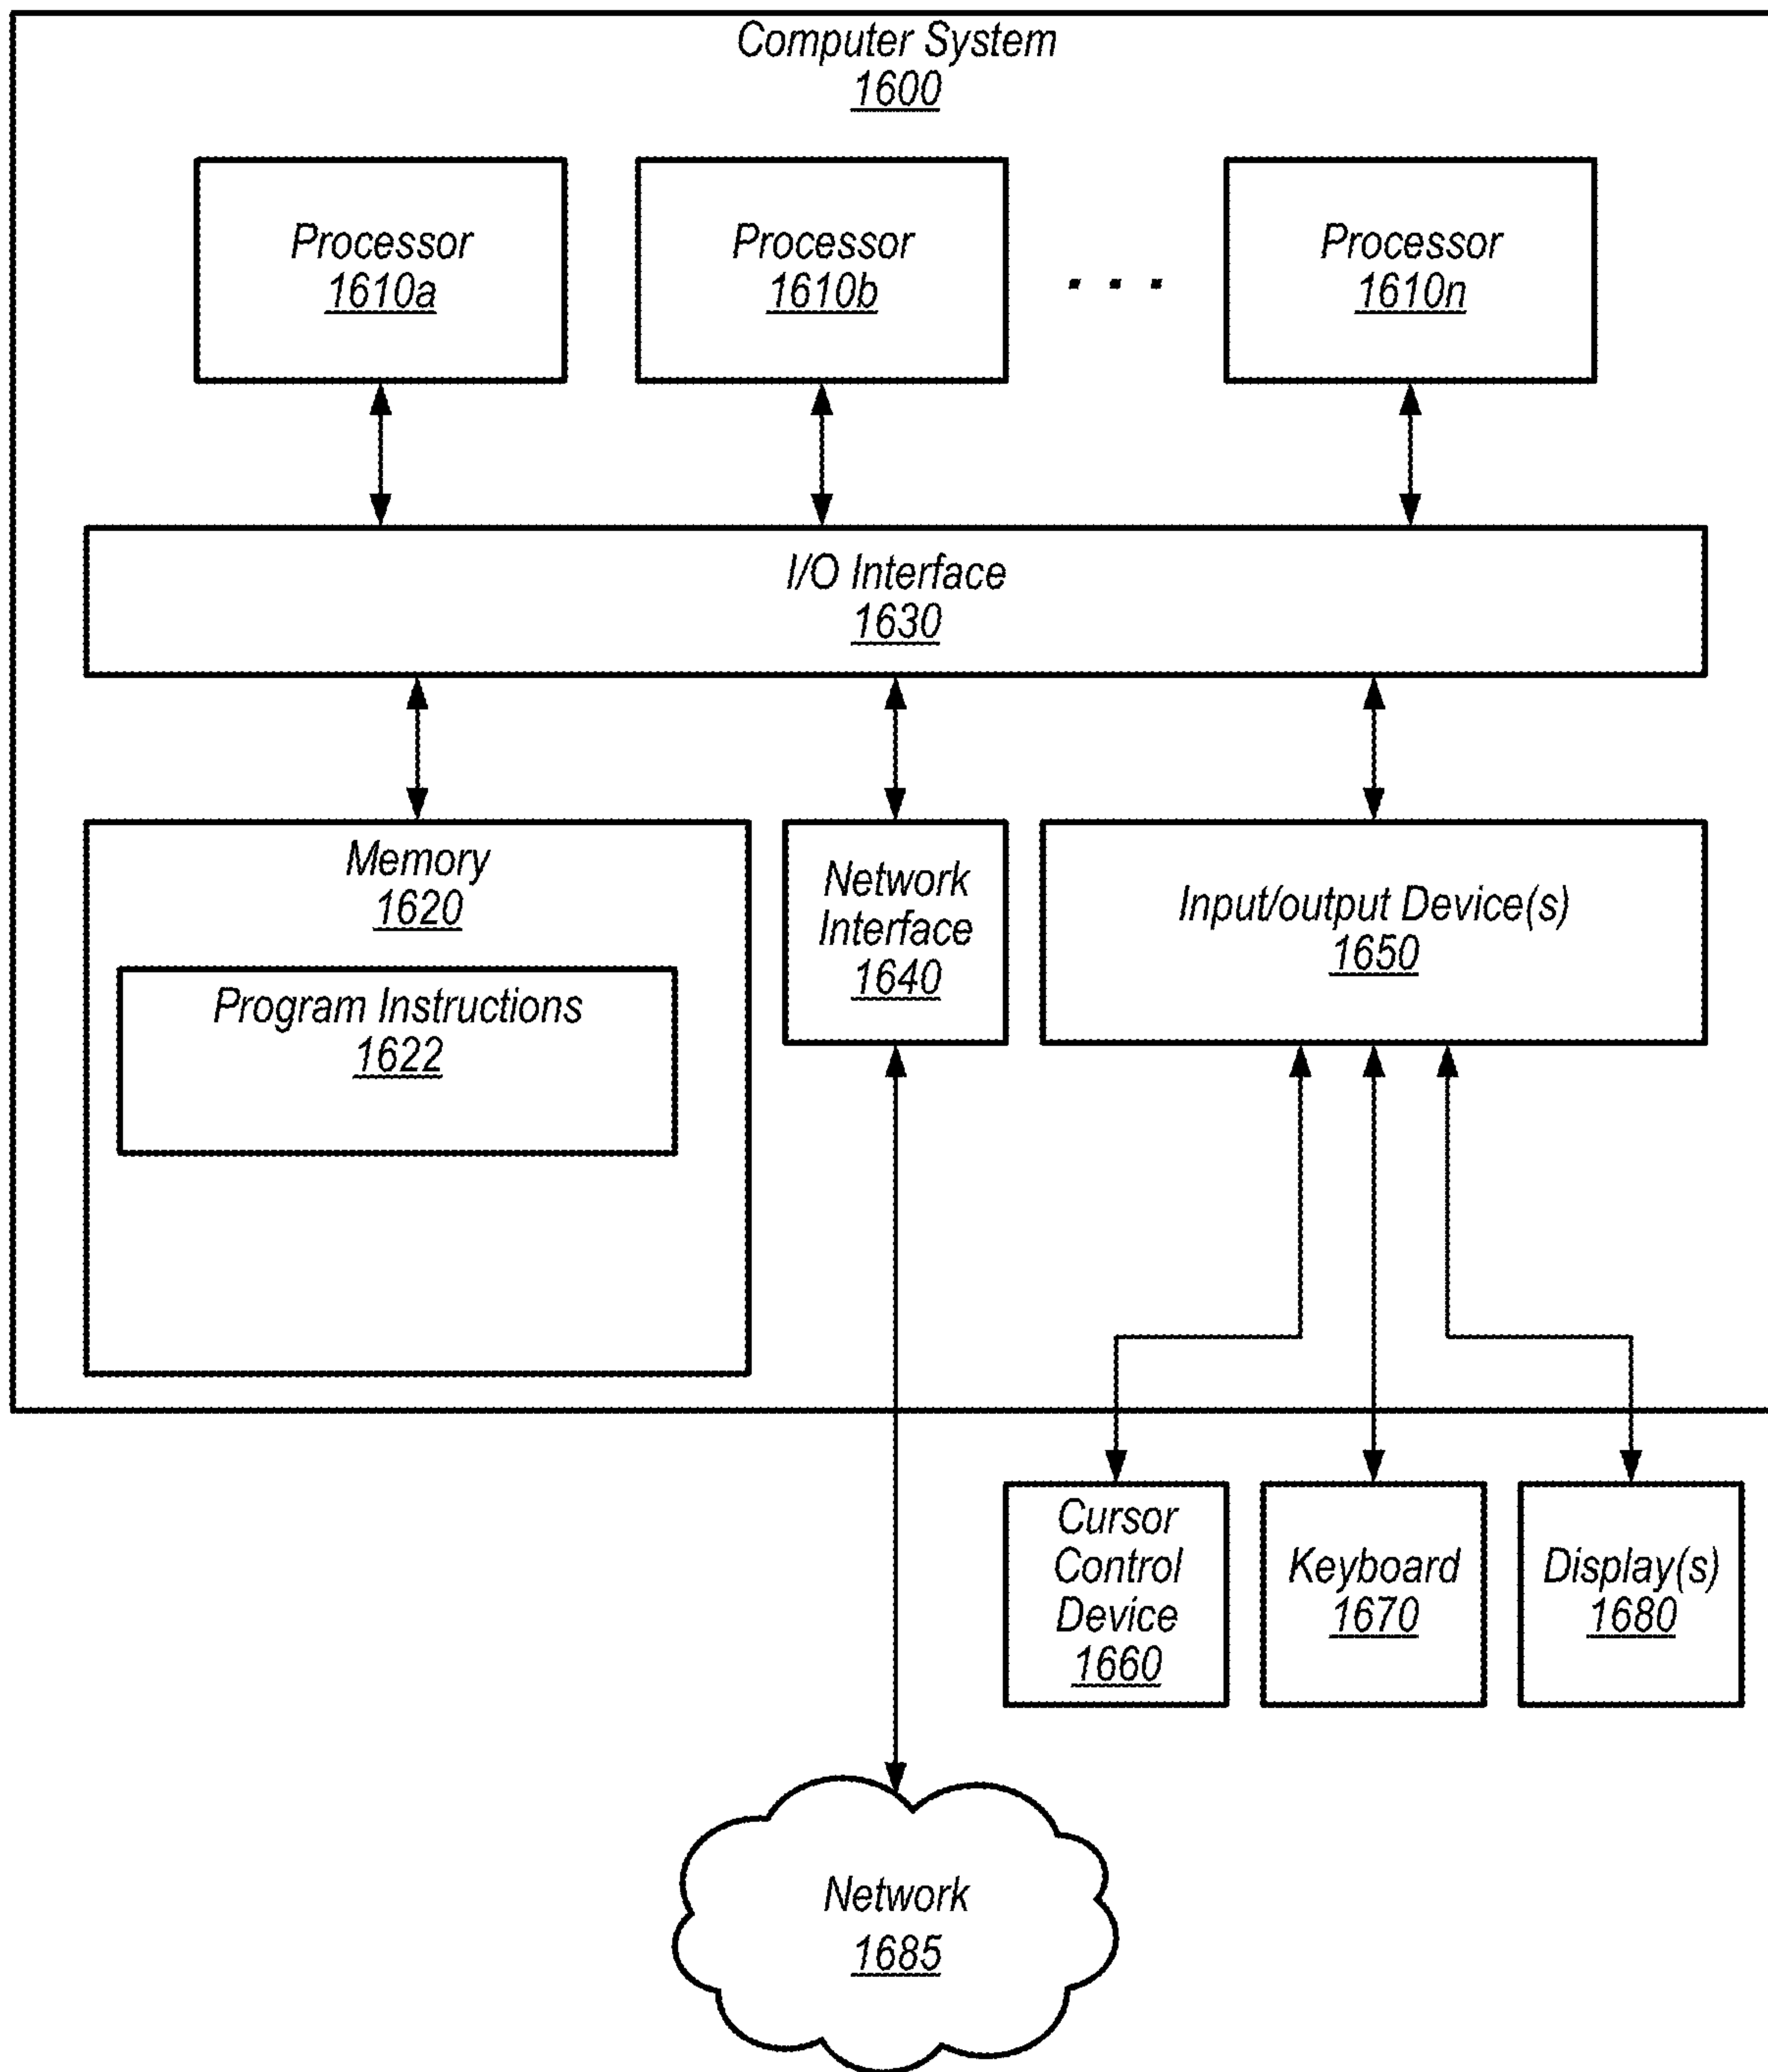 Computer System
1600
Processor
1610a
Processor
1610b
. . .
Processor
1610n
I/O Interface
1630
Memory
1620
Program Instructions
1622
Network
Interface
1640
Input/output Device(s)
1650
Cursor
Control
Device
1660
Keyboard
1670
Display(s)
1680
Network
1685